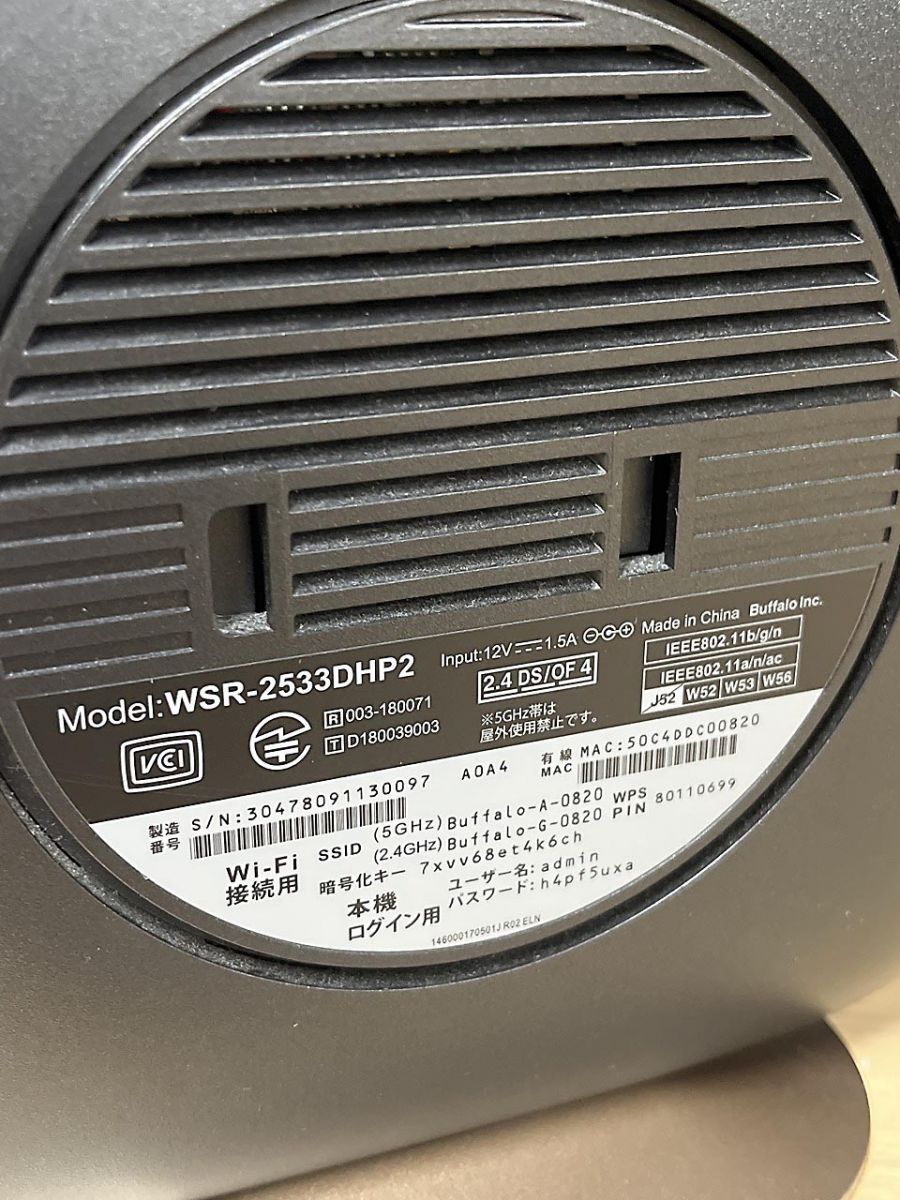 Model:WSR-2533DHP2
Input:12V 1.5A
Made in China Buffalo Inc.
2.4 DS/OF 4
IEEE802.11b/g/n
IEEE802.11a/n/ac
J52 W52 W53 W56
VCCI
R 003-180071
T D180039003
※5GHz帯は
屋外使用禁止です。
製造番号 S/N:30478091130097 A0A4
有線MAC MAC:50C4DDC00820
Wi-Fi接続用
SSID (5GHz) Buffalo-A-0820
(2.4GHz) Buffalo-G-0820
WPS PIN 80110699
暗号化キー 7xvv68et4k6ch
本機ログイン用
ユーザー名: admin
パスワード: h4pf5uxa
146000170501J R02 ELN